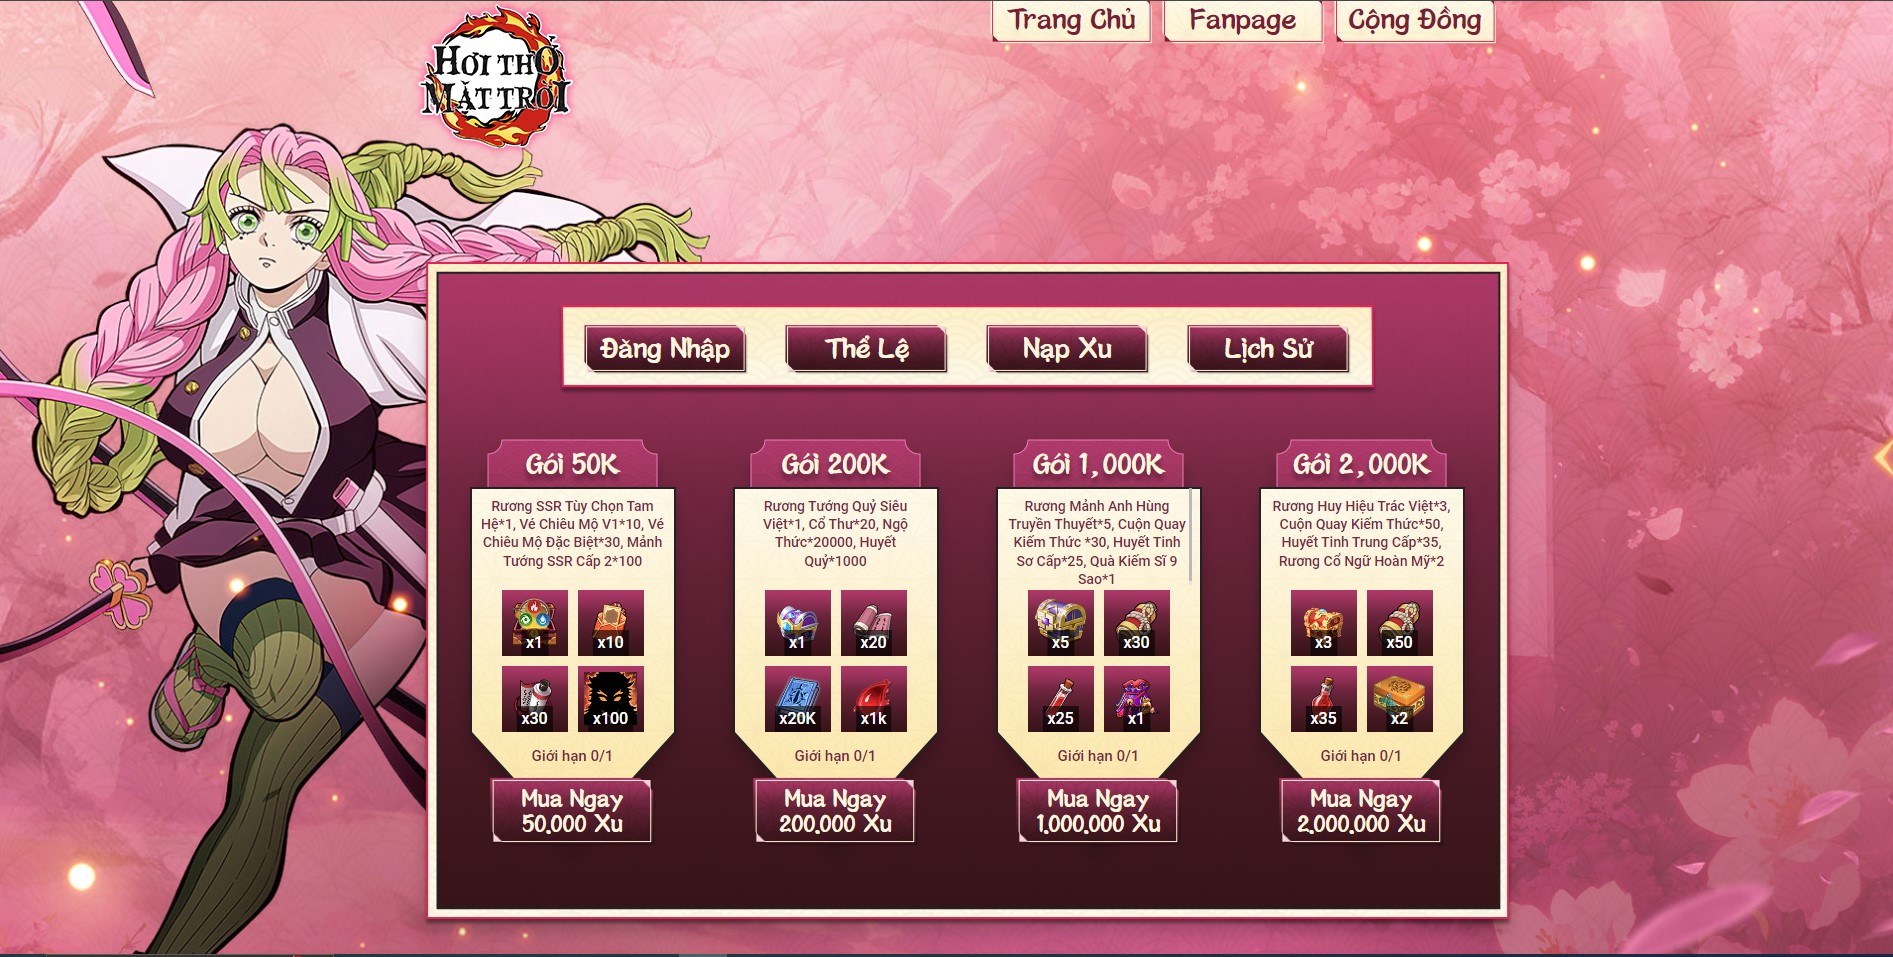 HƠI THỞ
MẶT TRỜI
Trang Chủ
Fanpage
Cộng Đồng
Đăng Nhập
Thể Lệ
Nạp Xu
Lịch Sử
Gói 50K
Rương SSR Tùy Chọn Tam
Hệ*1, Vé Chiêu Mộ V1*10, Vé
Chiêu Mộ Đặc Biệt*30, Mảnh
Tướng SSR Cấp 2*100
x1
x10
x30
x100
Giới hạn 0/1
Mua Ngay
50.000 Xu
Gói 200K
Rương Tướng Quỷ Siêu
Việt*1, Cổ Thư*20, Ngộ
Thức*20000, Huyết
Quỷ*1000
x1
x20
x20K
x1k
Giới hạn 0/1
Mua Ngay
200.000 Xu
Gói 1,000K
Rương Mảnh Anh Hùng
Truyền Thuyết*5, Cuộn Quay
Kiếm Thức *30, Huyết Tinh
Sơ Cấp*25, Quà Kiếm Sĩ 9
Sao*1
x5
x30
x25
x1
Giới hạn 0/1
Mua Ngay
1.000.000 Xu
Gói 2,000K
Rương Huy Hiệu Trác Việt*3,
Cuộn Quay Kiếm Thức*50,
Huyết Tinh Trung Cấp*35,
Rương Cổ Ngữ Hoàn Mỹ*2
x3
x50
x35
x2
Giới hạn 0/1
Mua Ngay
2.000.000 Xu